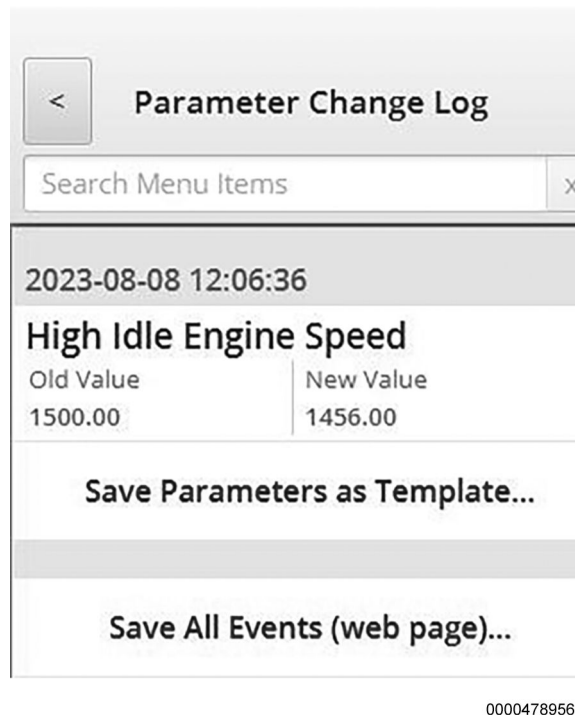 <
Parameter Change Log
Search Menu Items
x
2023-08-08 12:06:36
High Idle Engine Speed
Old Value New Value
1500.00 1456.00
Save Parameters as Template...
Save All Events (web page)...
0000478956